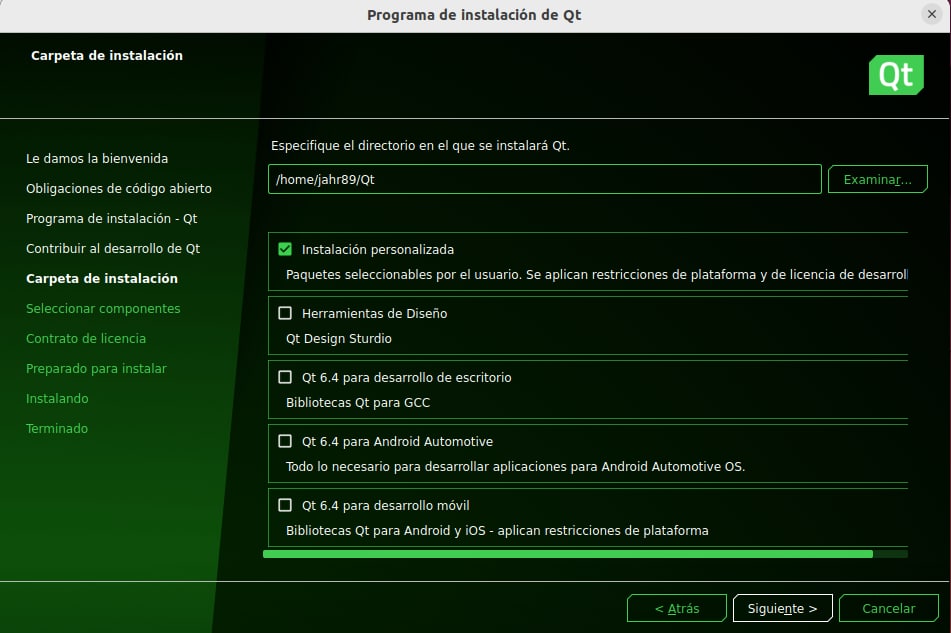 Programa de instalación de Qt
Carpeta de instalación
Qt
Le damos la bienvenida
Obligaciones de código abierto
Programa de instalación - Qt
Contribuir al desarrollo de Qt
Carpeta de instalación
Seleccionar componentes
Contrato de licencia
Preparado para instalar
Instalando
Terminado
Especifique el directorio en el que se instalará Qt.
/home/jahr89/Qt
Examinar...
Instalación personalizada
Paquetes seleccionables por el usuario. Se aplican restricciones de plataforma y de licencia de desarroll
Herramientas de Diseño
Qt Design Sturdio
Qt 6.4 para desarrollo de escritorio
Bibliotecas Qt para GCC
Qt 6.4 para Android Automotive
Todo lo necesario para desarrollar aplicaciones para Android Automotive OS.
Qt 6.4 para desarrollo móvil
Bibliotecas Qt para Android y iOS - aplican restricciones de plataforma
< Atrás
Siguiente >
Cancelar